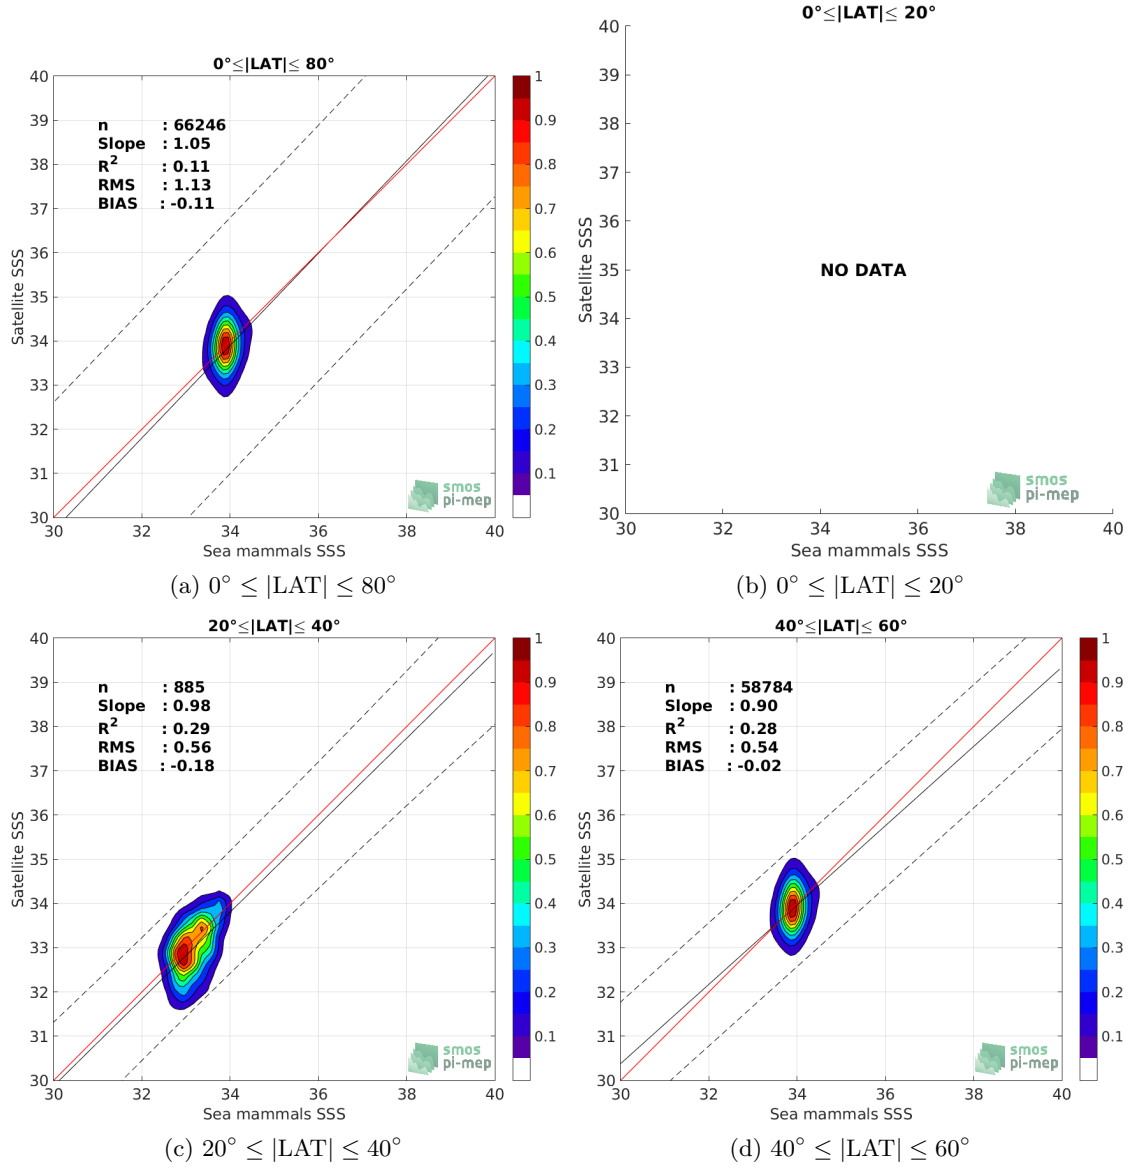 0°≤|LAT|≤ 80°
40
39
38
37
36
35
34
33
32
31
30
n : 66246
Slope : 1.05
R² : 0.11
RMS : 1.13
BIAS : -0.11
Satellite SSS
30 32 34 36 38 40
Sea mammals SSS
1
0.9
0.8
0.7
0.6
0.5
0.4
0.3
0.2
0.1
smos
pi-mep
(a) 0° ≤ |LAT| ≤ 80°
0°≤|LAT|≤ 20°
40
39
38
37
36
35
34
33
32
31
30
NO DATA
Satellite SSS
30 32 34 36 38 40
Sea mammals SSS
smos
pi-mep
(b) 0° ≤ |LAT| ≤ 20°
20°≤|LAT|≤ 40°
40
39
38
37
36
35
34
33
32
31
30
n : 885
Slope : 0.98
R² : 0.29
RMS : 0.56
BIAS : -0.18
Satellite SSS
30 32 34 36 38 40
Sea mammals SSS
1
0.9
0.8
0.7
0.6
0.5
0.4
0.3
0.2
0.1
smos
pi-mep
(c) 20° ≤ |LAT| ≤ 40°
40°≤|LAT|≤ 60°
40
39
38
37
36
35
34
33
32
31
30
n : 58784
Slope : 0.90
R² : 0.28
RMS : 0.54
BIAS : -0.02
Satellite SSS
30 32 34 36 38 40
Sea mammals SSS
1
0.9
0.8
0.7
0.6
0.5
0.4
0.3
0.2
0.1
smos
pi-mep
(d) 40° ≤ |LAT| ≤ 60°